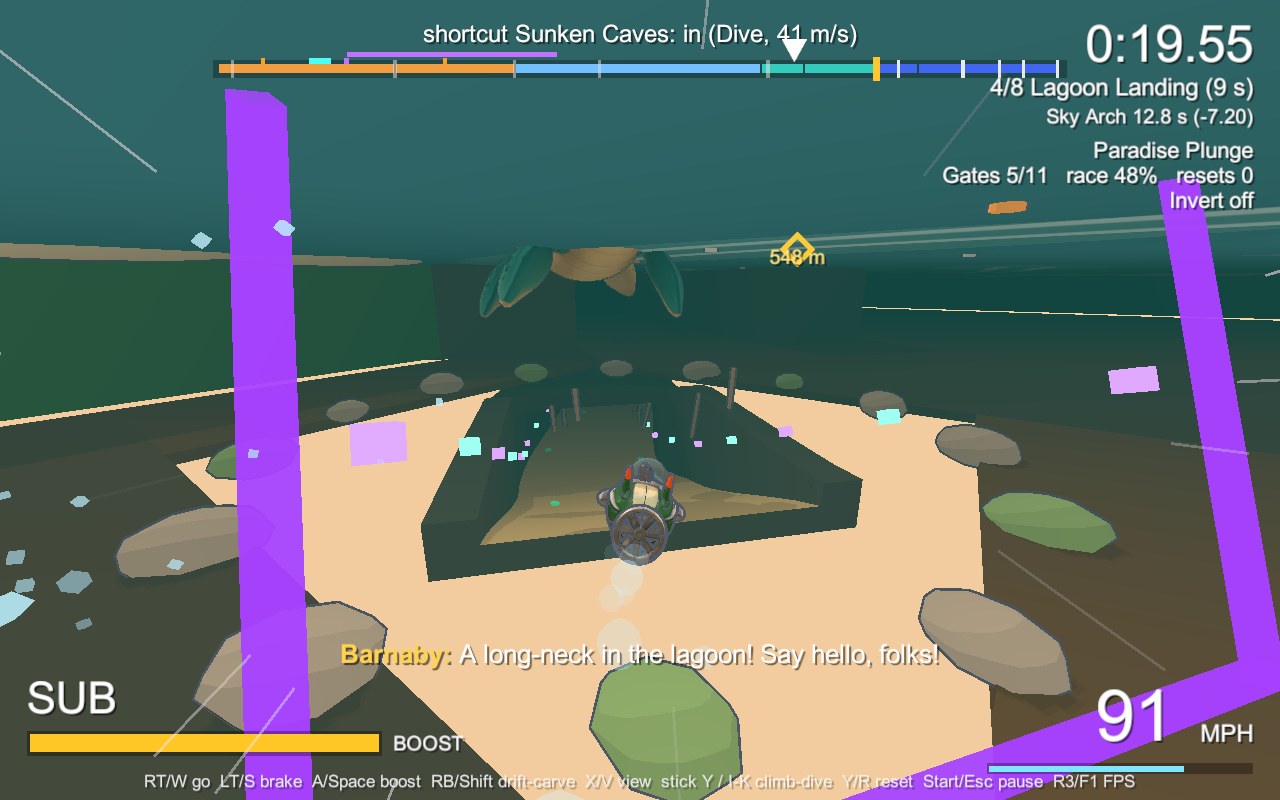 shortcut Sunken Caves: in (Dive, 41 m/s)
0:19.55
4/8 Lagoon Landing (9 s)
Sky Arch 12.8 s (-7.20)
Paradise Plunge
Gates 5/11 race 48% resets 0
Invert off
548 m
Barnaby: A long-neck in the lagoon! Say hello, folks!
SUB
BOOST
91 MPH
RT/W go LT/S brake A/Space boost RB/Shift drift-carve X/V view stick Y / I-K climb-dive Y/R reset Start/Esc pause R3/F1 FPS